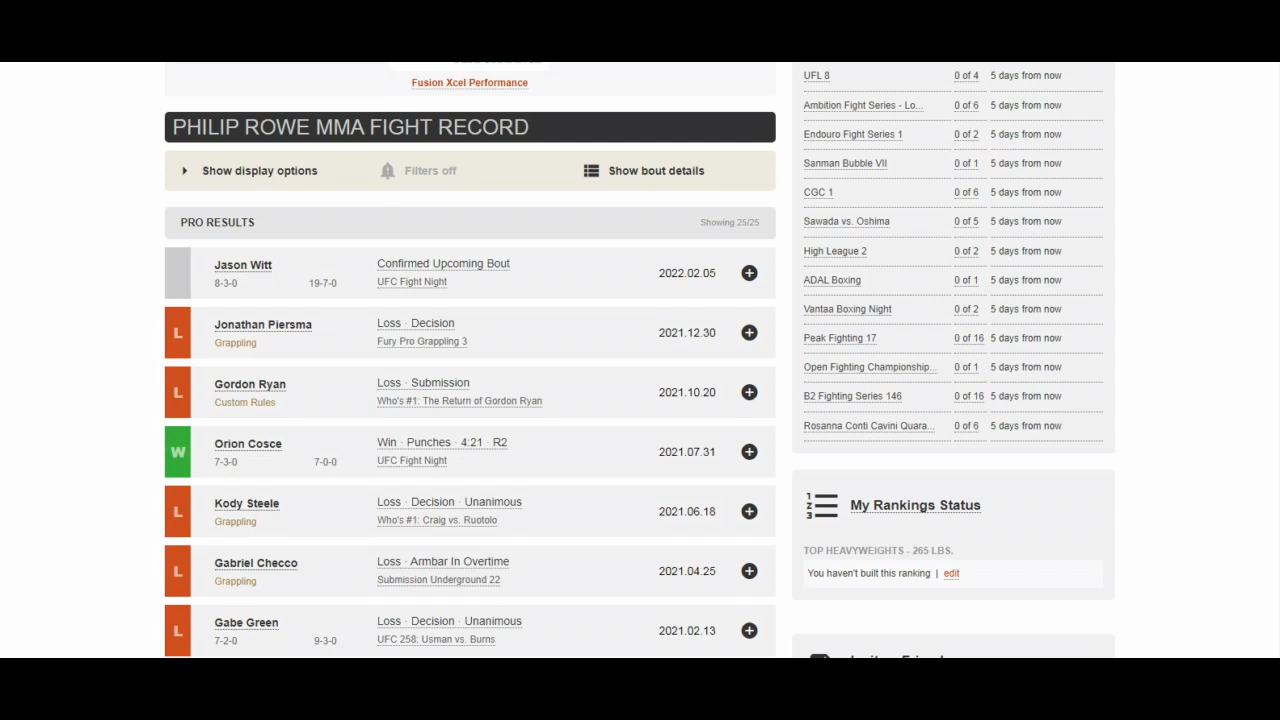 Fusion Xcel Performance
PHILIP ROWE MMA FIGHT RECORD
Show display options
Filters off
Show bout details
PRO RESULTS
Showing 25/25
Jason Witt
8-3-0 19-7-0
Confirmed Upcoming Bout
UFC Fight Night
2022.02.05
L
Jonathan Piersma
Grappling
Loss · Decision
Fury Pro Grappling 3
2021.12.30
L
Gordon Ryan
Custom Rules
Loss · Submission
Who's #1: The Return of Gordon Ryan
2021.10.20
W
Orion Cosce
7-3-0 7-0-0
Win · Punches · 4:21 · R2
UFC Fight Night
2021.07.31
L
Kody Steele
Grappling
Loss · Decision · Unanimous
Who's #1: Craig vs. Ruotolo
2021.06.18
L
Gabriel Checco
Grappling
Loss · Armbar In Overtime
Submission Underground 22
2021.04.25
L
Gabe Green
7-2-0 9-3-0
Loss · Decision · Unanimous
UFC 258: Usman vs. Burns
2021.02.13
UFL 8 0 of 4 5 days from now
Ambition Fight Series - Lo... 0 of 6 5 days from now
Endouro Fight Series 1 0 of 2 5 days from now
Sanman Bubble VII 0 of 1 5 days from now
CGC 1 0 of 6 5 days from now
Sawada vs. Oshima 0 of 5 5 days from now
High League 2 0 of 2 5 days from now
ADAL Boxing 0 of 1 5 days from now
Vantaa Boxing Night 0 of 2 5 days from now
Peak Fighting 17 0 of 16 5 days from now
Open Fighting Championship... 0 of 1 5 days from now
B2 Fighting Series 146 0 of 16 5 days from now
Rosanna Conti Cavini Quara... 0 of 6 5 days from now
My Rankings Status
TOP HEAVYWEIGHTS - 265 LBS.
You haven't built this ranking | edit